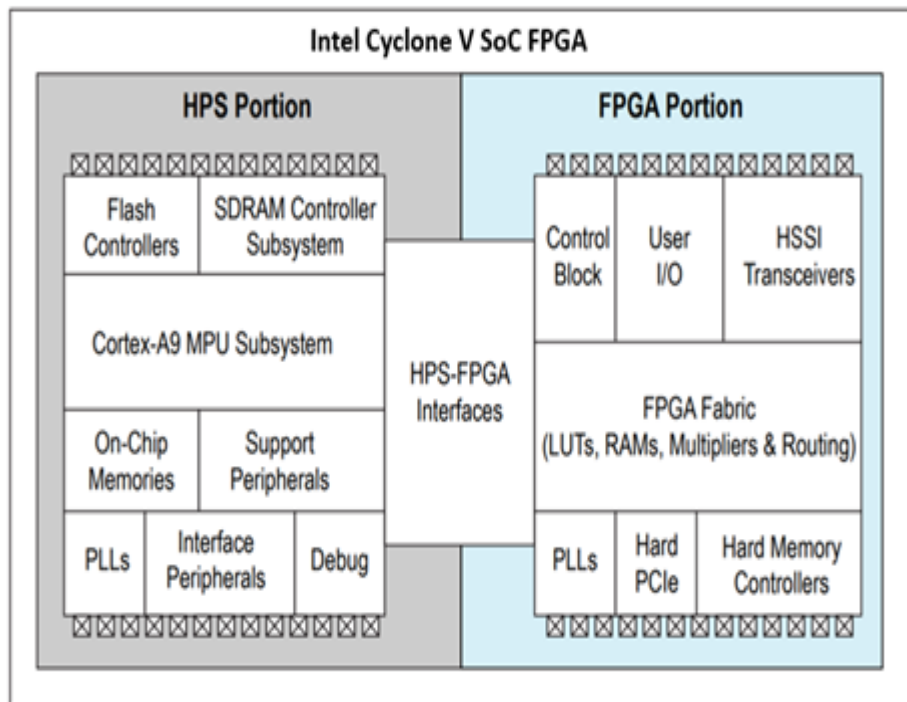 Intel Cyclone V SoC FPGA
HPS Portion
FPGA Portion
Flash
Controllers
SDRAM Controller
Subsystem
Cortex-A9 MPU Subsystem
On-Chip
Memories
Support
Peripherals
PLLs
Interface
Peripherals
Debug
HPS-FPGA
Interfaces
Control
Block
User
I/O
HSSI
Transceivers
FPGA Fabric
(LUTs, RAMs, Multipliers & Routing)
PLLs
Hard
PCIe
Hard Memory
Controllers